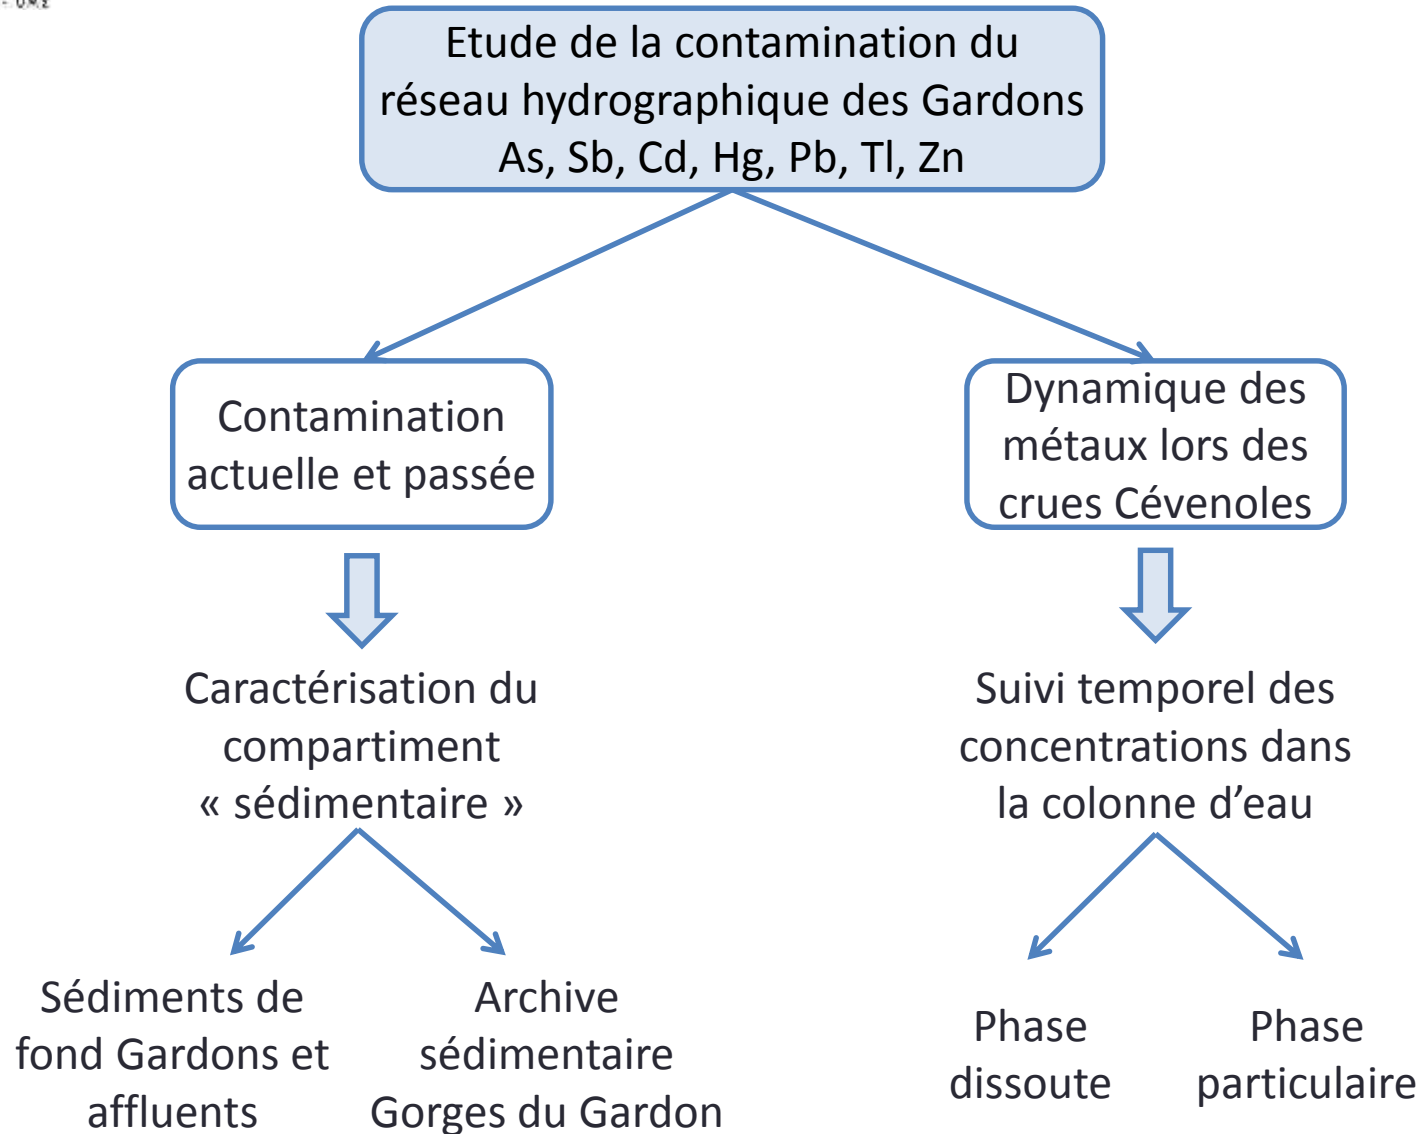 Etude de la contamination du
réseau hydrographique des Gardons
As, Sb, Cd, Hg, Pb, Tl, Zn
Contamination
actuelle et passée
Dynamique des
métaux lors des
crues Cévenoles
Caractérisation du
compartiment
« sédimentaire »
Suivi temporel des
concentrations dans
la colonne d’eau
Sédiments de
fond Gardons et
affluents
Archive
sédimentaire
Gorges du Gardon
Phase
dissoute
Phase
particulaire